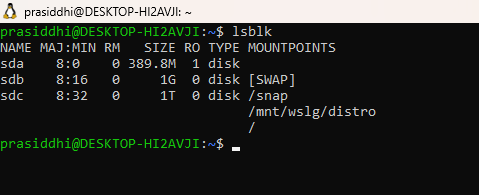 prasiddhi@DESKTOP-HI2AVJI: ~
prasiddhi@DESKTOP-HI2AVJI:~$ lsblk
NAME MAJ:MIN RM   SIZE RO TYPE MOUNTPOINTS
sda    8:0    0 389.8M  1 disk
sdb    8:16   0     1G  0 disk [SWAP]
sdc    8:32   0     1T  0 disk /snap
                               /mnt/wslg/distro
                               /
prasiddhi@DESKTOP-HI2AVJI:~$